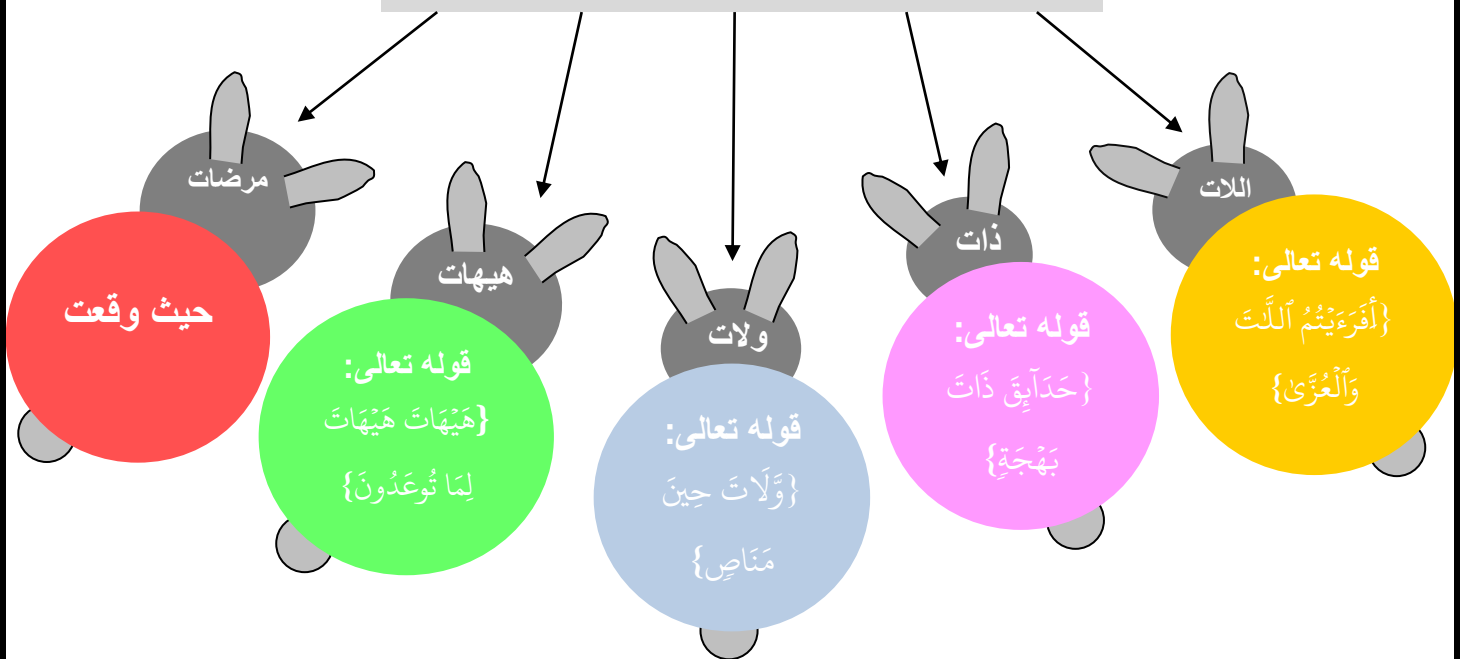 اللات
قوله تعالى:
{أَفَرَءَيْتُمُ ٱللَّٰتَ
وَٱلْعُزَّىٰ}
ذات
قوله تعالى:
{حَدَآئِقَ ذَاتَ
بَهْجَةٍ}
ولات
قوله تعالى:
{وَّلَاتَ حِينَ
مَنَاصٍ}
هيهات
قوله تعالى:
{هَيْهَاتَ هَيْهَاتَ
لِمَا تُوعَدُونَ}
مرضات
حيث وقعت